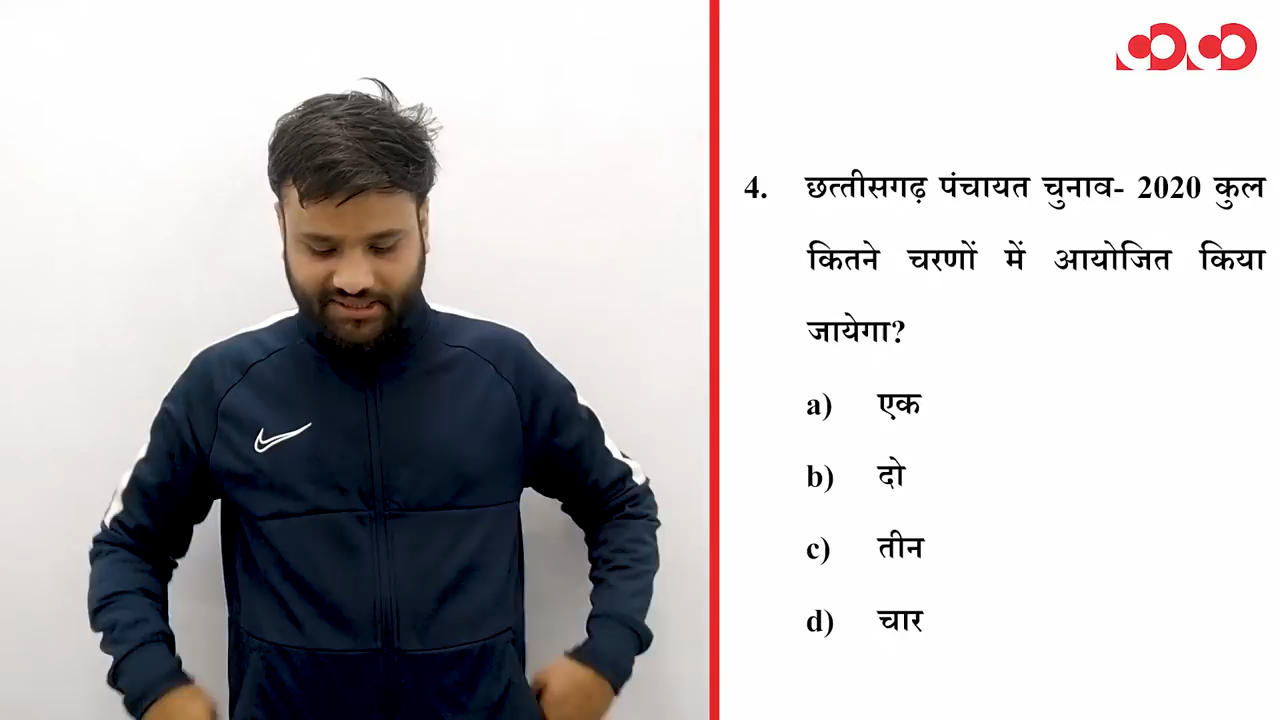 4. छत्तीसगढ़ पंचायत चुनाव- 2020 कुल
कितने चरणों में आयोजित किया
जायेगा?
a) एक
b) दो
c) तीन
d) चार